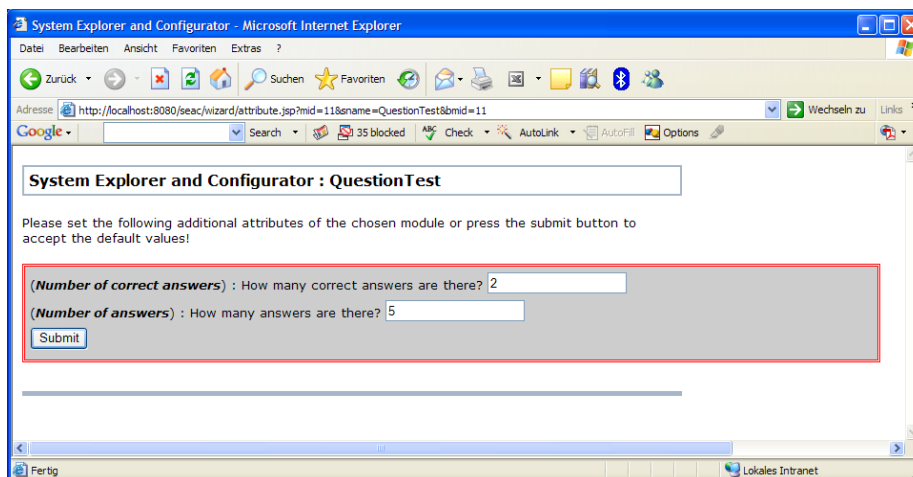 System Explorer and Configurator - Microsoft Internet Explorer
Datei Bearbeiten Ansicht Favoriten Extras ?
Zurück Suchen Favoriten
Adresse http://localhost:8080/seac/wizard/attribute.jsp?mid=11&sname=QuestionTest&bmid=11 Wechseln zu Links
Google Search 35 blocked ABC Check AutoLink AutoFill Options
System Explorer and Configurator : QuestionTest
Please set the following additional attributes of the chosen module or press the submit button to
accept the default values!
(Number of correct answers) : How many correct answers are there? 2
(Number of answers) : How many answers are there? 5
Submit
Fertig Lokales Intranet